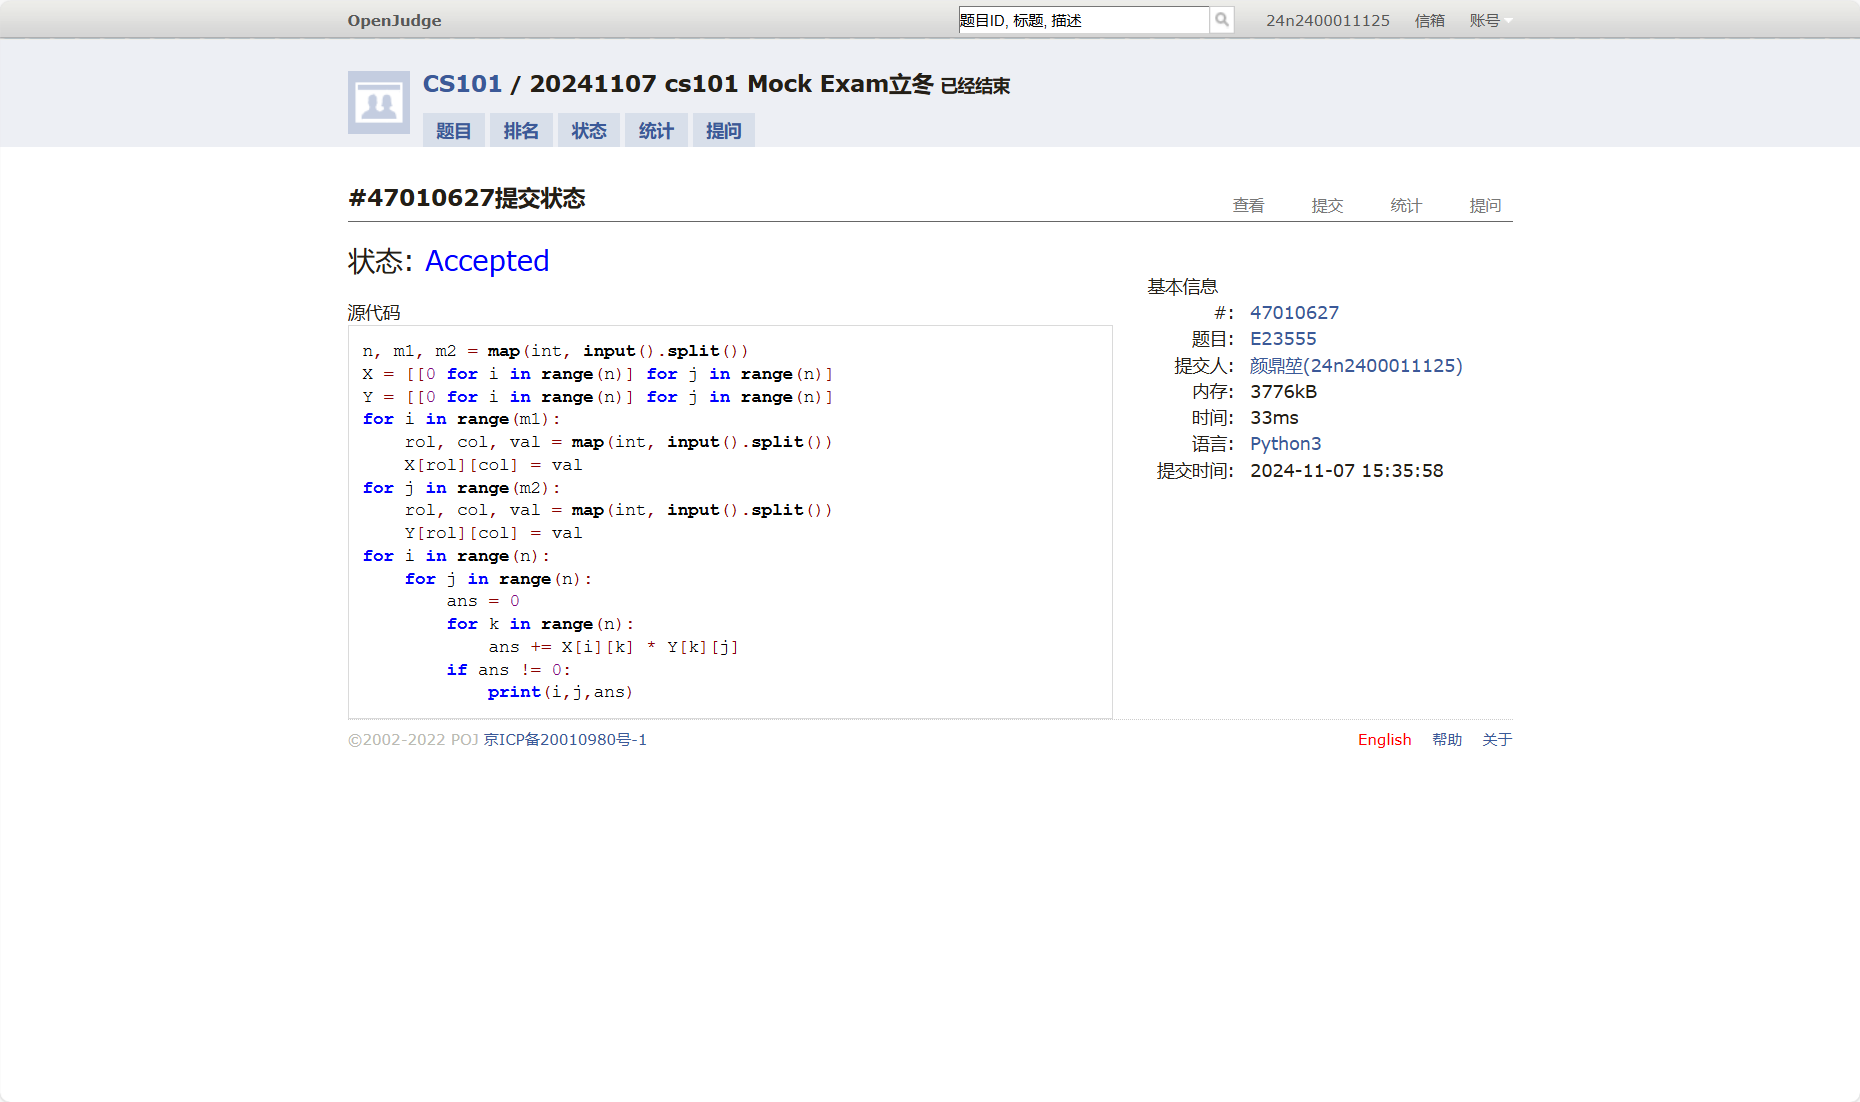 OpenJudge
题目ID, 标题, 描述
24n2400011125 信箱 账号
CS101 / 20241107 cs101 Mock Exam立冬 已经结束
题目 排名 状态 统计 提问
#47010627提交状态
查看 提交 统计 提问
状态: Accepted
源代码
n, m1, m2 = map(int, input().split())
X = [[0 for i in range(n)] for j in range(n)]
Y = [[0 for i in range(n)] for j in range(n)]
for i in range(m1):
    rol, col, val = map(int, input().split())
    X[rol][col] = val
for j in range(m2):
    rol, col, val = map(int, input().split())
    Y[rol][col] = val
for i in range(n):
    for j in range(n):
        ans = 0
        for k in range(n):
            ans += X[i][k] * Y[k][j]
        if ans != 0:
            print(i,j,ans)
基本信息
#: 47010627
题目: E23555
提交人: 颜鼎堃(24n2400011125)
内存: 3776kB
时间: 33ms
语言: Python3
提交时间: 2024-11-07 15:35:58
©2002-2022 POJ 京ICP备20010980号-1
English 帮助 关于